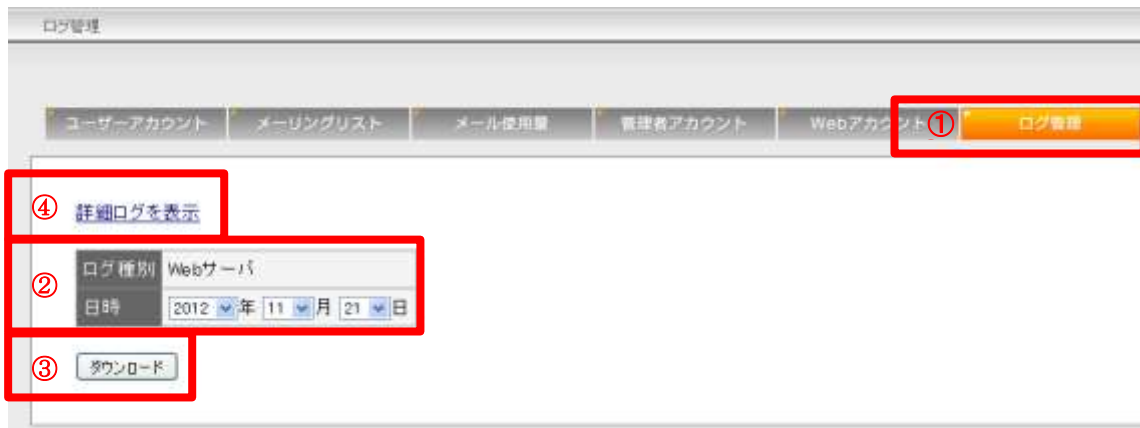 ログ管理
ユーザーアカウント メーリングリスト メール使用量 管理者アカウント Webアカウント ① ログ管理
④ 詳細ログを表示
② ログ種別 Webサーバ
日時 2012 年 11 月 21 日
③ ダウンロード